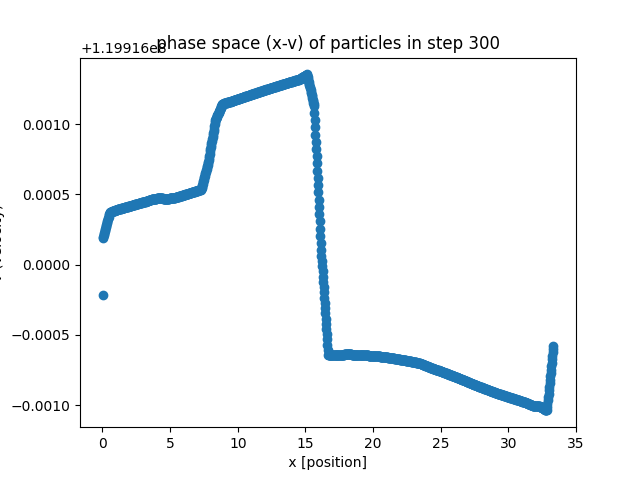 +1.19916e8
phase space (x-v) of particles in step 300
0.0010
0.0005
0.0000
−0.0005
−0.0010
0 5 10 15 20 25 30 35
x [position]